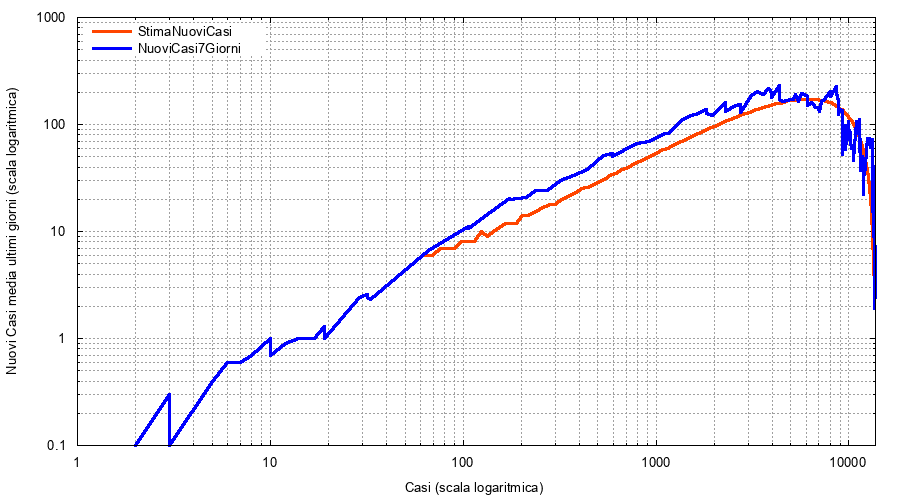 1000
StimaNuoviCasi
NuoviCasi7Giorni
100
10
1
0.1
Nuovi Casi media ultimi giorni (scala logaritmica)
1 10 100 1000 10000
Casi (scala logaritmica)